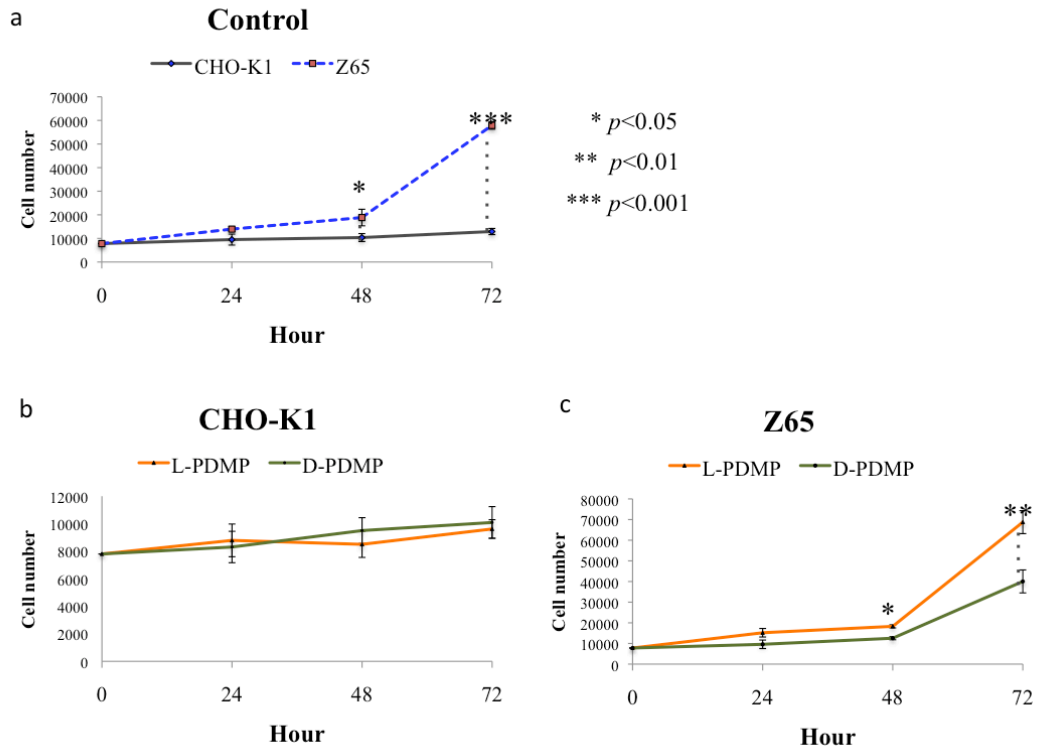 a
Control
CHO-K1 Z65
70000
60000
50000
40000
30000
20000
10000
0
Cell number
0 24 48 72
Hour
*
***
* p<0.05
** p<0.01
*** p<0.001
b
CHO-K1
L-PDMP D-PDMP
12000
10000
8000
6000
4000
2000
0
Cell number
0 24 48 72
Hour
c
Z65
L-PDMP D-PDMP
80000
70000
60000
50000
40000
30000
20000
10000
0
Cell number
0 24 48 72
Hour
*
**